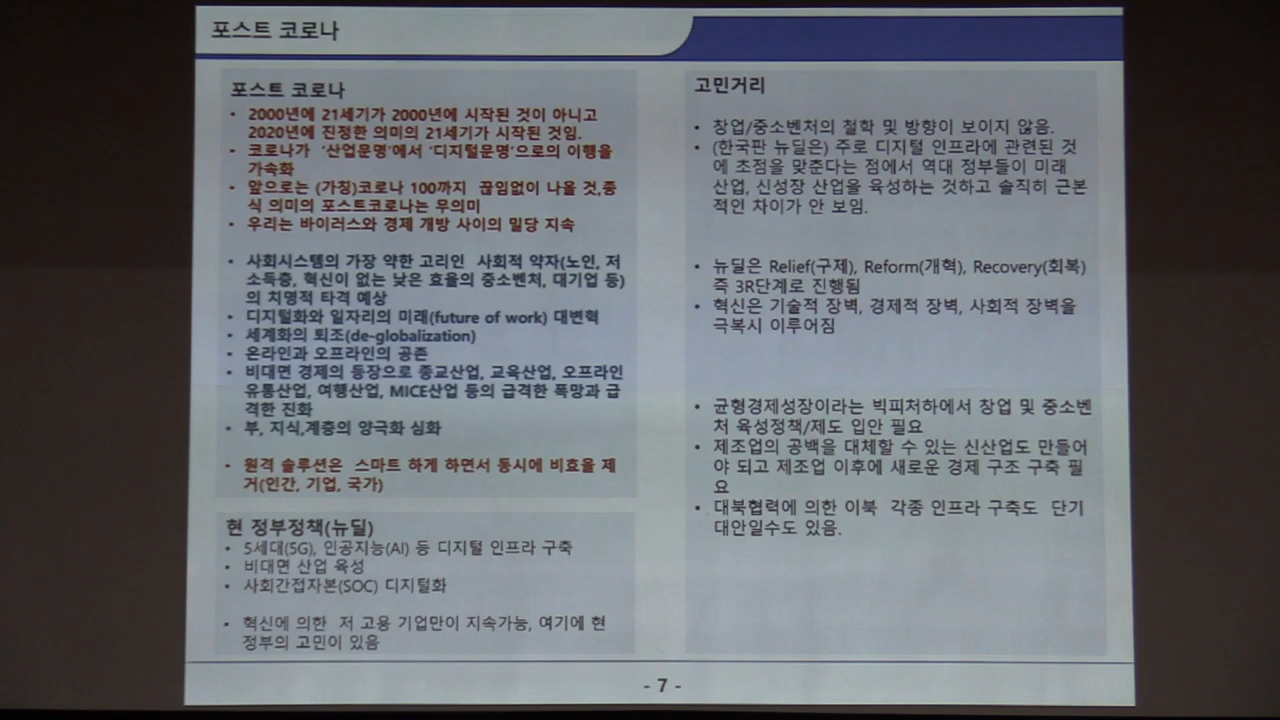 포스트 코로나
포스트 코로나
• 2000년에 21세기가 2000년에 시작된 것이 아니고
2020년에 진정한 의미의 21세기가 시작된 것임.
• 코로나가 '산업문명'에서 '디지털문명'으로의 이행을
가속화
• 앞으로는 (가칭)코로나 100까지 끊임없이 나올 것,종
식 의미의 포스트코로나는 무의미
• 우리는 바이러스와 경제 개방 사이의 밀당 지속
• 사회시스템의 가장 약한 고리인 사회적 약자(노인, 저
소득층, 혁신이 없는 낮은 효율의 중소벤처, 대기업 등)
의 치명적 타격 예상
• 디지털화와 일자리의 미래(future of work) 대변혁
• 세계화의 퇴조(de-globalization)
• 온라인과 오프라인의 공존
• 비대면 경제의 등장으로 종교산업, 교육산업, 오프라인
유통산업, 여행산업, MICE산업 등의 급격한 폭망과 급
격한 진화
• 부, 지식,계층의 양극화 심화
• 원격 솔루션은 스마트 하게 하면서 동시에 비효율 제
거(인간, 기업, 국가)
현 정부정책(뉴딜)
• 5세대(5G), 인공지능(AI) 등 디지털 인프라 구축
• 비대면 산업 육성
• 사회간접자본(SOC) 디지털화
• 혁신에 의한 저 고용 기업만이 지속가능, 여기에 현
정부의 고민이 있음
고민거리
• 창업/중소벤처의 철학 및 방향이 보이지 않음.
• (한국판 뉴딜은) 주로 디지털 인프라에 관련된 것
에 초점을 맞춘다는 점에서 역대 정부들이 미래
산업, 신성장 산업을 육성하는 것하고 솔직히 근본
적인 차이가 안 보임.
• 뉴딜은 Relief(구제), Reform(개혁), Recovery(회복)
즉 3R단계로 진행됨
• 혁신은 기술적 장벽, 경제적 장벽, 사회적 장벽을
극복시 이루어짐
• 균형경제성장이라는 빅피처하에서 창업 및 중소벤
처 육성정책/제도 입안 필요
• 제조업의 공백을 대체할 수 있는 신산업도 만들어
야 되고 제조업 이후에 새로운 경제 구조 구축 필
요
• 대북협력에 의한 이북 각종 인프라 구축도 단기
대안일수도 있음.
- 7 -